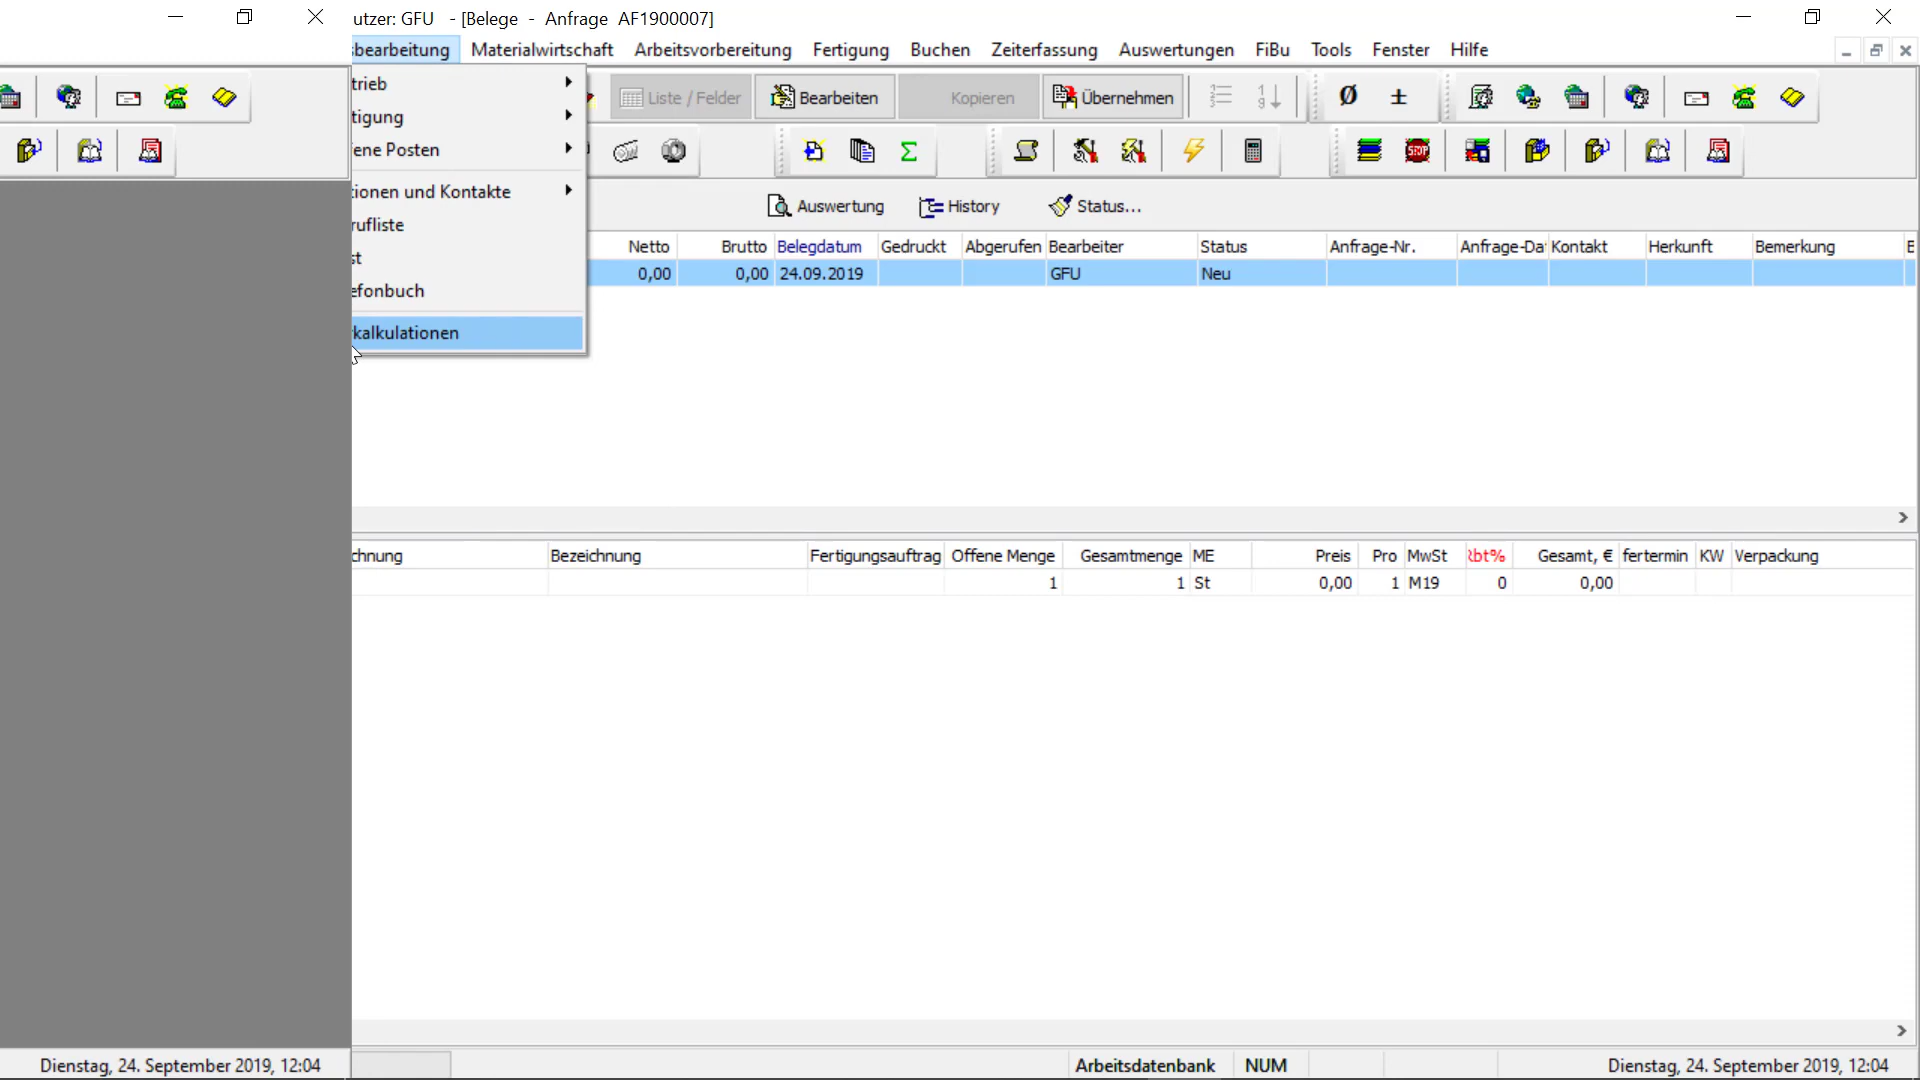 utzer: GFU - [Belege - Anfrage AF1900007]
sbearbeitung Materialwirtschaft Arbeitsvorbereitung Fertigung Buchen Zeiterfassung Auswertungen FiBu Tools Fenster Hilfe
trieb
Liste / Felder Bearbeiten Kopieren Übernehmen
tigung
ene Posten
ionen und Kontakte
Auswertung History Status...
rufliste
Netto Brutto Belegdatum Gedruckt Abgerufen Bearbeiter Status Anfrage-Nr. Anfrage-Da Kontakt Herkunft Bemerkung E
st
0,00 0,00 24.09.2019 GFU Neu
efonbuch
kalkulationen
chnung Bezeichnung Fertigungsauftrag Offene Menge Gesamtmenge ME Preis Pro MwSt Rbt% Gesamt, € fertermin KW Verpackung
1 1 St 0,00 1 M19 0 0,00
Dienstag, 24. September 2019, 12:04 Arbeitsdatenbank NUM Dienstag, 24. September 2019, 12:04